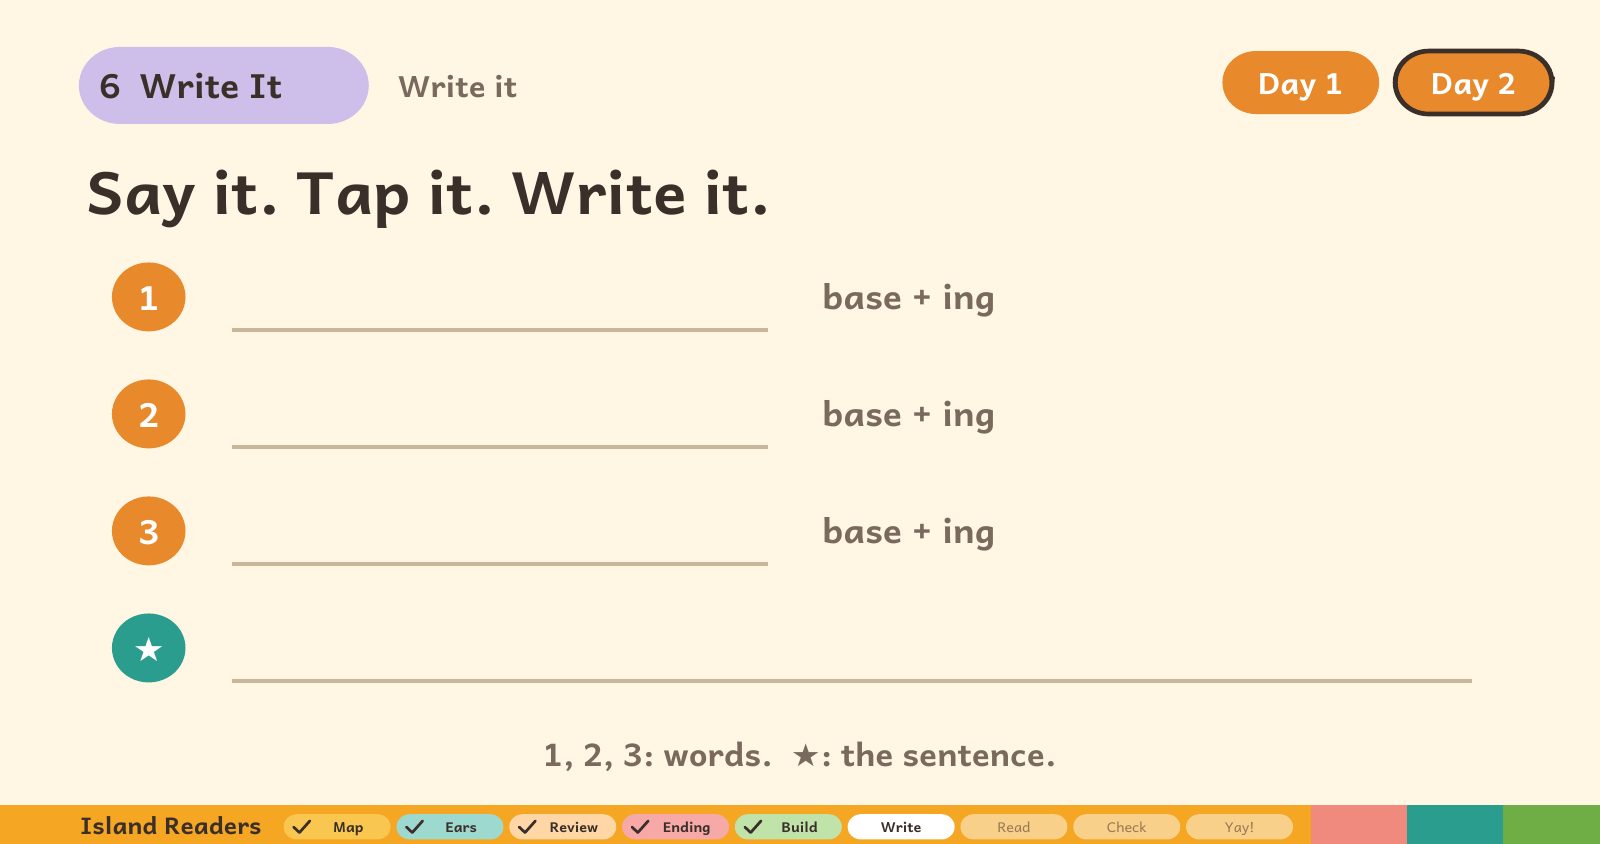 6 Write It
Write it
Day 1
Day 2
Say it. Tap it. Write it.
1
base + ing
2
base + ing
3
base + ing
★
1, 2, 3: words. ★: the sentence.
Island Readers
✓ Map
✓ Ears
✓ Review
✓ Ending
✓ Build
Write
Read
Check
Yay!